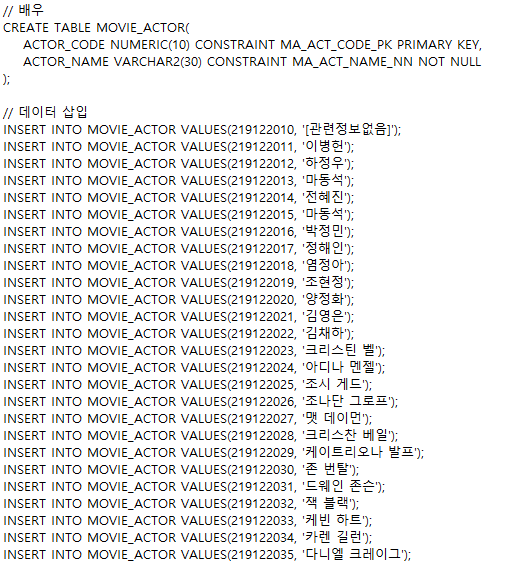 // 배우
CREATE TABLE MOVIE_ACTOR(
ACTOR_CODE NUMERIC(10) CONSTRAINT MA_ACT_CODE_PK PRIMARY KEY,
ACTOR_NAME VARCHAR2(30) CONSTRAINT MA_ACT_NAME_NN NOT NULL
);
// 데이터 삽입
INSERT INTO MOVIE_ACTOR VALUES(219122010, '[관련정보없음]');
INSERT INTO MOVIE_ACTOR VALUES(219122011, '이병헌');
INSERT INTO MOVIE_ACTOR VALUES(219122012, '하정우');
INSERT INTO MOVIE_ACTOR VALUES(219122013, '마동석');
INSERT INTO MOVIE_ACTOR VALUES(219122014, '전혜진');
INSERT INTO MOVIE_ACTOR VALUES(219122015, '마동석');
INSERT INTO MOVIE_ACTOR VALUES(219122016, '박정민');
INSERT INTO MOVIE_ACTOR VALUES(219122017, '정해인');
INSERT INTO MOVIE_ACTOR VALUES(219122018, '염정아');
INSERT INTO MOVIE_ACTOR VALUES(219122019, '조현정');
INSERT INTO MOVIE_ACTOR VALUES(219122020, '양정화');
INSERT INTO MOVIE_ACTOR VALUES(219122021, '김영은');
INSERT INTO MOVIE_ACTOR VALUES(219122022, '김채하');
INSERT INTO MOVIE_ACTOR VALUES(219122023, '크리스틴 벨');
INSERT INTO MOVIE_ACTOR VALUES(219122024, '아디나 멘젤');
INSERT INTO MOVIE_ACTOR VALUES(219122025, '조시 게드');
INSERT INTO MOVIE_ACTOR VALUES(219122026, '조나단 그로프');
INSERT INTO MOVIE_ACTOR VALUES(219122027, '맷 데이먼');
INSERT INTO MOVIE_ACTOR VALUES(219122028, '크리스찬 베일');
INSERT INTO MOVIE_ACTOR VALUES(219122029, '케이트리오나 발프');
INSERT INTO MOVIE_ACTOR VALUES(219122030, '존 번탈');
INSERT INTO MOVIE_ACTOR VALUES(219122031, '드웨인 존슨');
INSERT INTO MOVIE_ACTOR VALUES(219122032, '잭 블랙');
INSERT INTO MOVIE_ACTOR VALUES(219122033, '케빈 하트');
INSERT INTO MOVIE_ACTOR VALUES(219122034, '카렌 길런');
INSERT INTO MOVIE_ACTOR VALUES(219122035, '다니엘 크레이그');